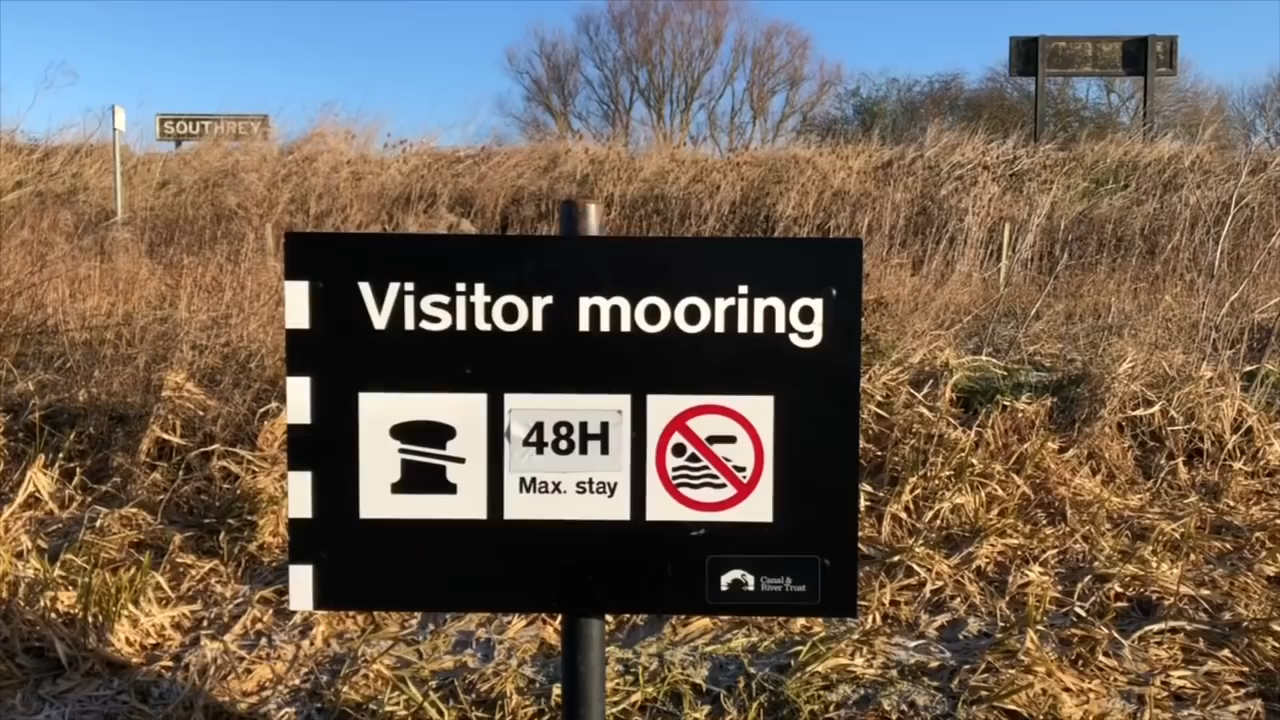 SOUTHREY
Visitor mooring
48H
Max. stay
Canal &
River Trust